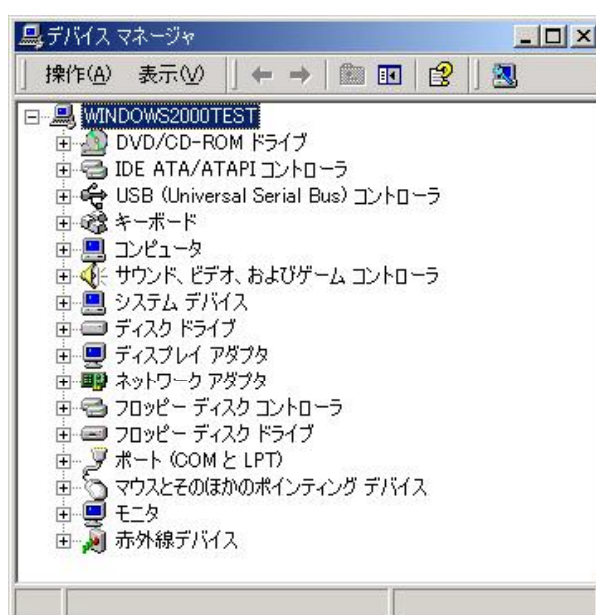 デバイス マネージャ
操作(A) 表示(V)
WINDOWS2000TEST
DVD/CD-ROM ドライブ
IDE ATA/ATAPI コントローラ
USB (Universal Serial Bus) コントローラ
キーボード
コンピュータ
サウンド、ビデオ、およびゲーム コントローラ
システム デバイス
ディスク ドライブ
ディスプレイ アダプタ
ネットワーク アダプタ
フロッピー ディスク コントローラ
フロッピー ディスク ドライブ
ポート (COM と LPT)
マウスとそのほかのポインティング デバイス
モニタ
赤外線デバイス